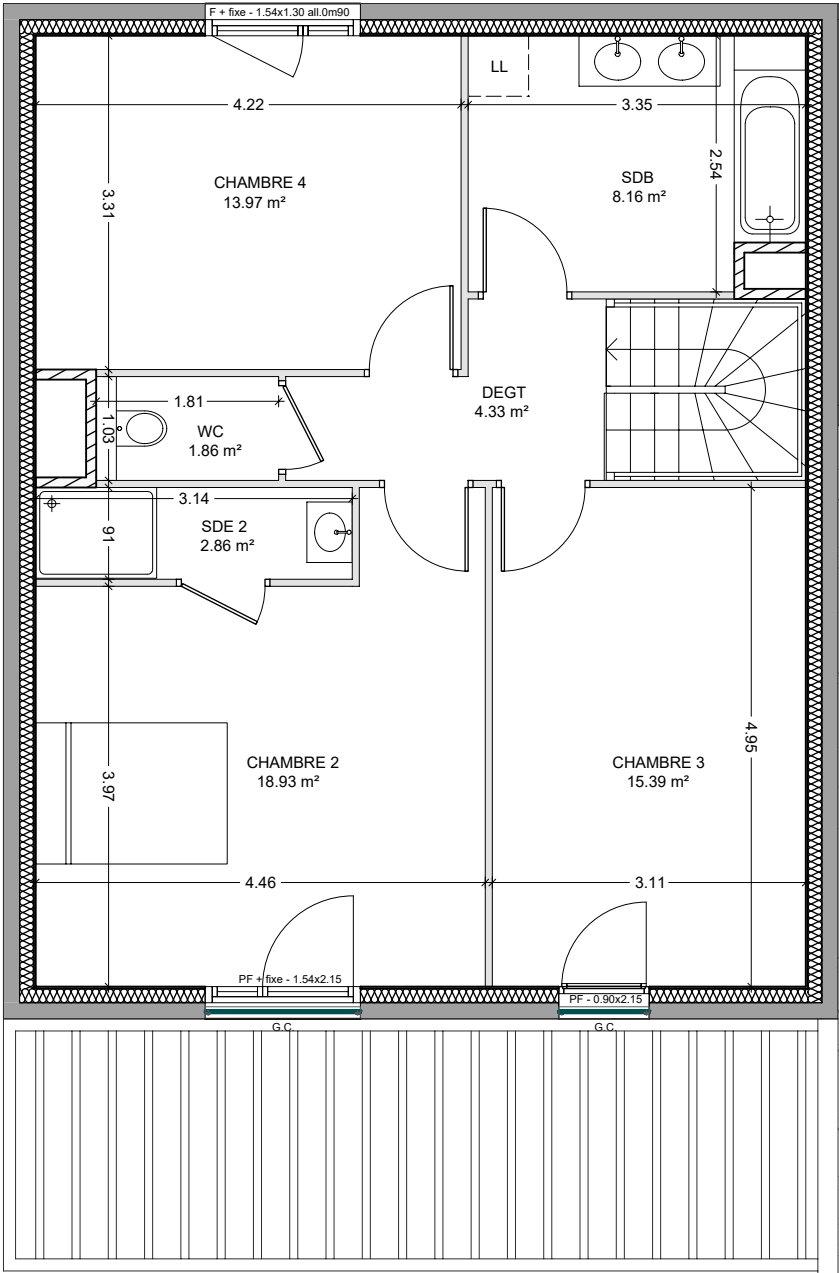 F + fixe - 1.54x1.30 all.0m90
LL
4.22
3.35
2.54
CHAMBRE 4
13.97 m²
SDB
8.16 m²
3.31
DEGT
4.33 m²
1.81
1.03
WC
1.86 m²
3.14
91
SDE 2
2.86 m²
4.95
CHAMBRE 2
18.93 m²
CHAMBRE 3
15.39 m²
3.97
4.46
3.11
PF + fixe - 1.54x2.15
PF - 0.90x2.15
G.C
G.C